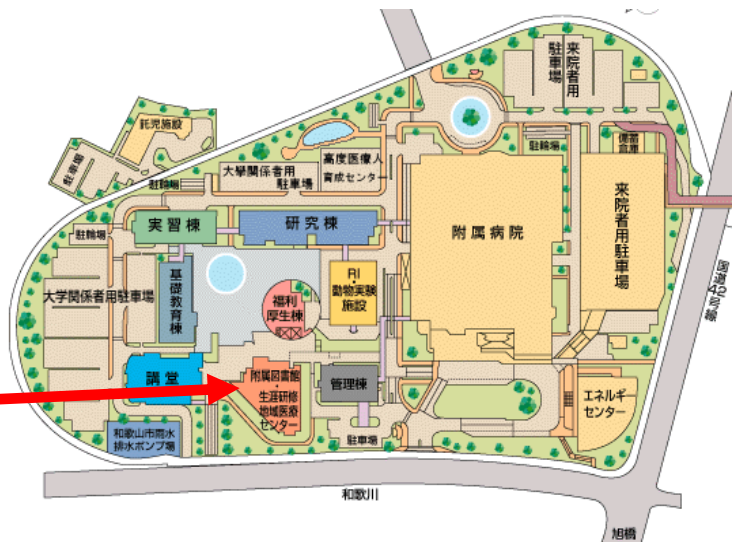 来院者用
駐車場
託児施設
駐車場
大学関係者用
駐車場
高度医療人
育成センター
駐輪場
駐輪場
備蓄
倉庫
実習棟
研究棟
附属病院
来院者用駐車場
駐輪場
大学関係者用駐車場
基礎教育棟
RI
・
動物実験
施設
福利
厚生棟
国道42号線
講堂
附属図書館
・
生涯研修
地域医療
センター
管理棟
エネルギー
センター
和歌山市雨水
排水ポンプ場
駐車場
和歌川
旭橋